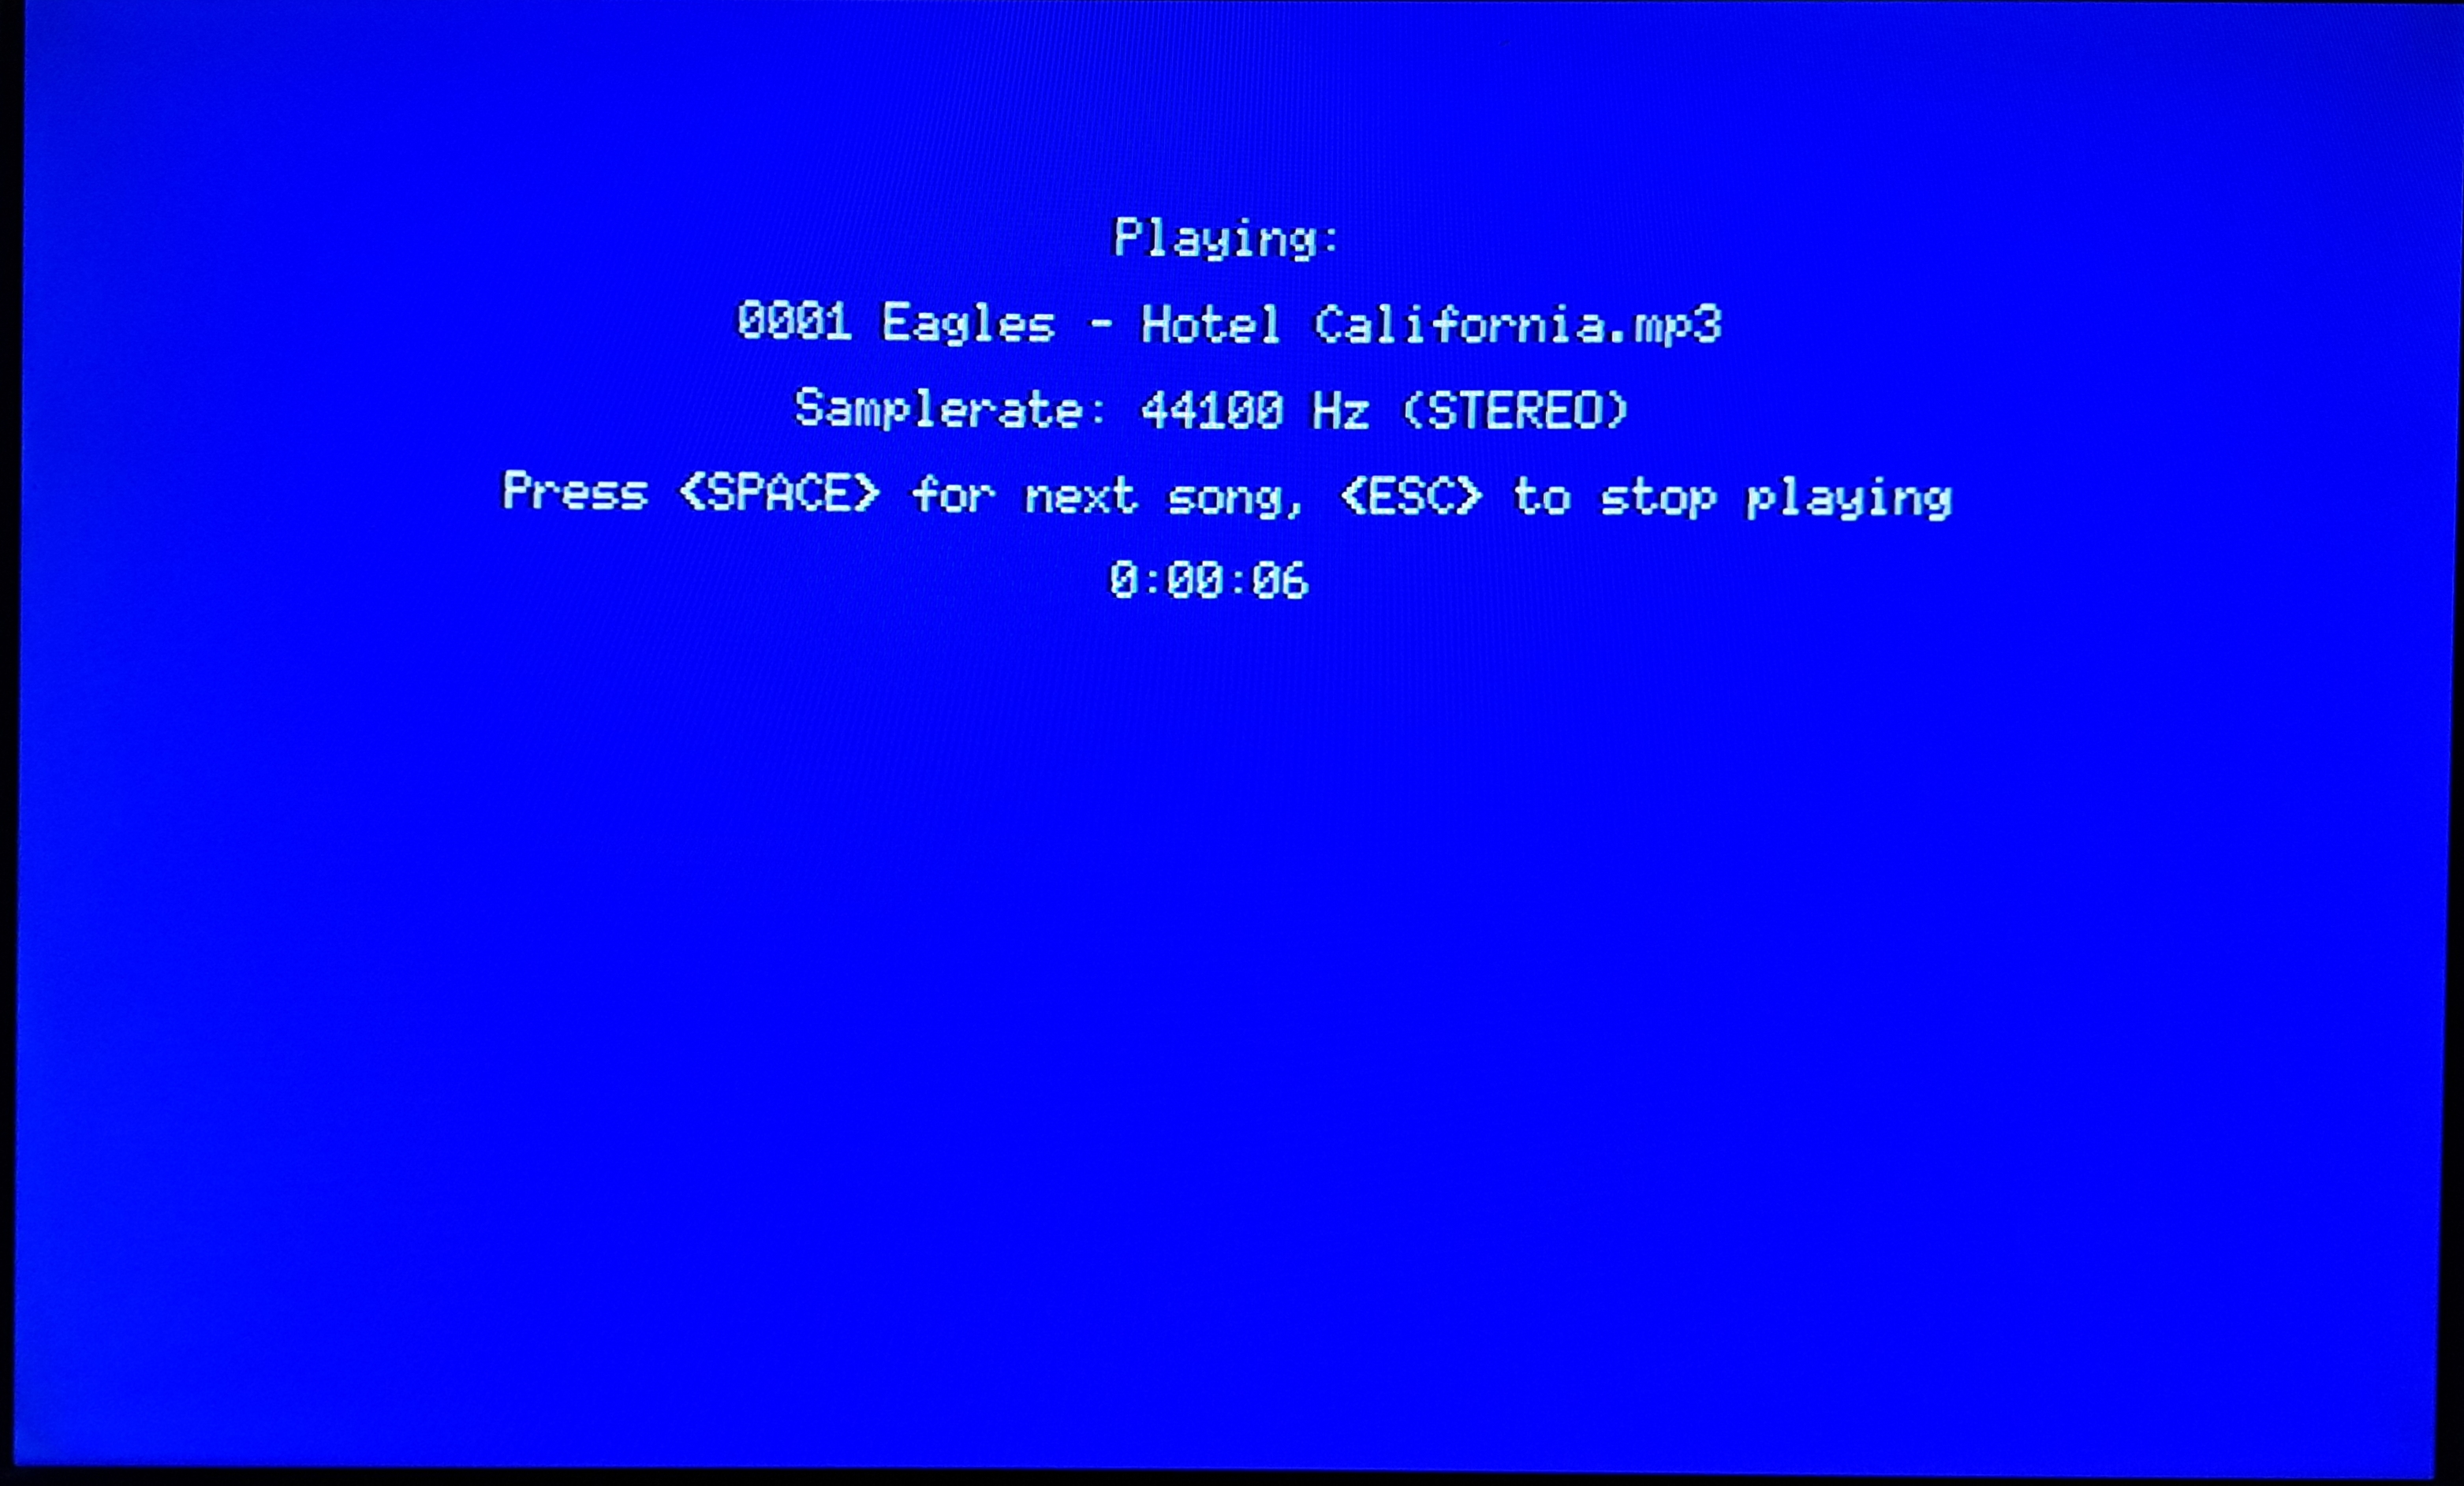 Playing:
0001 Eagles - Hotel California.mp3
Samplerate: 44100 Hz (STEREO)
Press <SPACE> for next song, <ESC> to stop playing
0:00:06